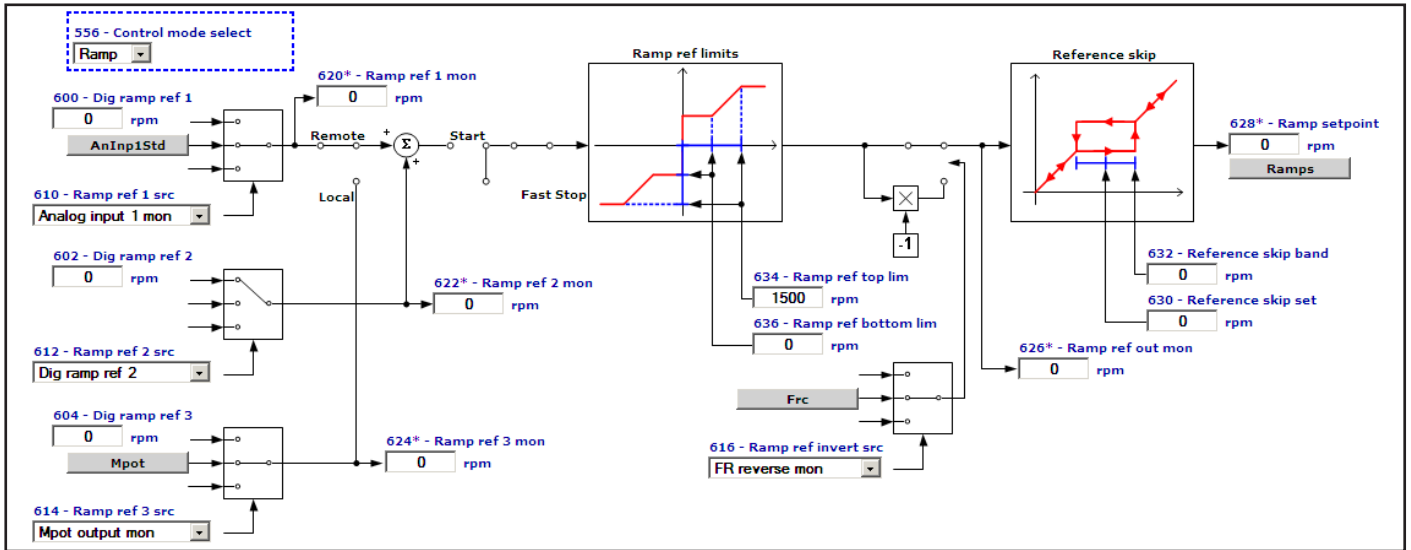 556 - Control mode select
Ramp
Ramp ref limits
Reference skip
620* - Ramp ref 1 mon
0 rpm
600 - Dig ramp ref 1
0 rpm
AnInp1Std
Remote
+
Σ
+
Start
628* - Ramp setpoint
0 rpm
Ramps
610 - Ramp ref 1 src
Analog input 1 mon
Local
Fast Stop
×
-1
602 - Dig ramp ref 2
0 rpm
622* - Ramp ref 2 mon
0 rpm
634 - Ramp ref top lim
1500 rpm
636 - Ramp ref bottom lim
0 rpm
632 - Reference skip band
0 rpm
630 - Reference skip set
0 rpm
626* - Ramp ref out mon
0 rpm
612 - Ramp ref 2 src
Dig ramp ref 2
Frc
616 - Ramp ref invert src
FR reverse mon
604 - Dig ramp ref 3
0 rpm
Mpot
624* - Ramp ref 3 mon
0 rpm
614 - Ramp ref 3 src
Mpot output mon